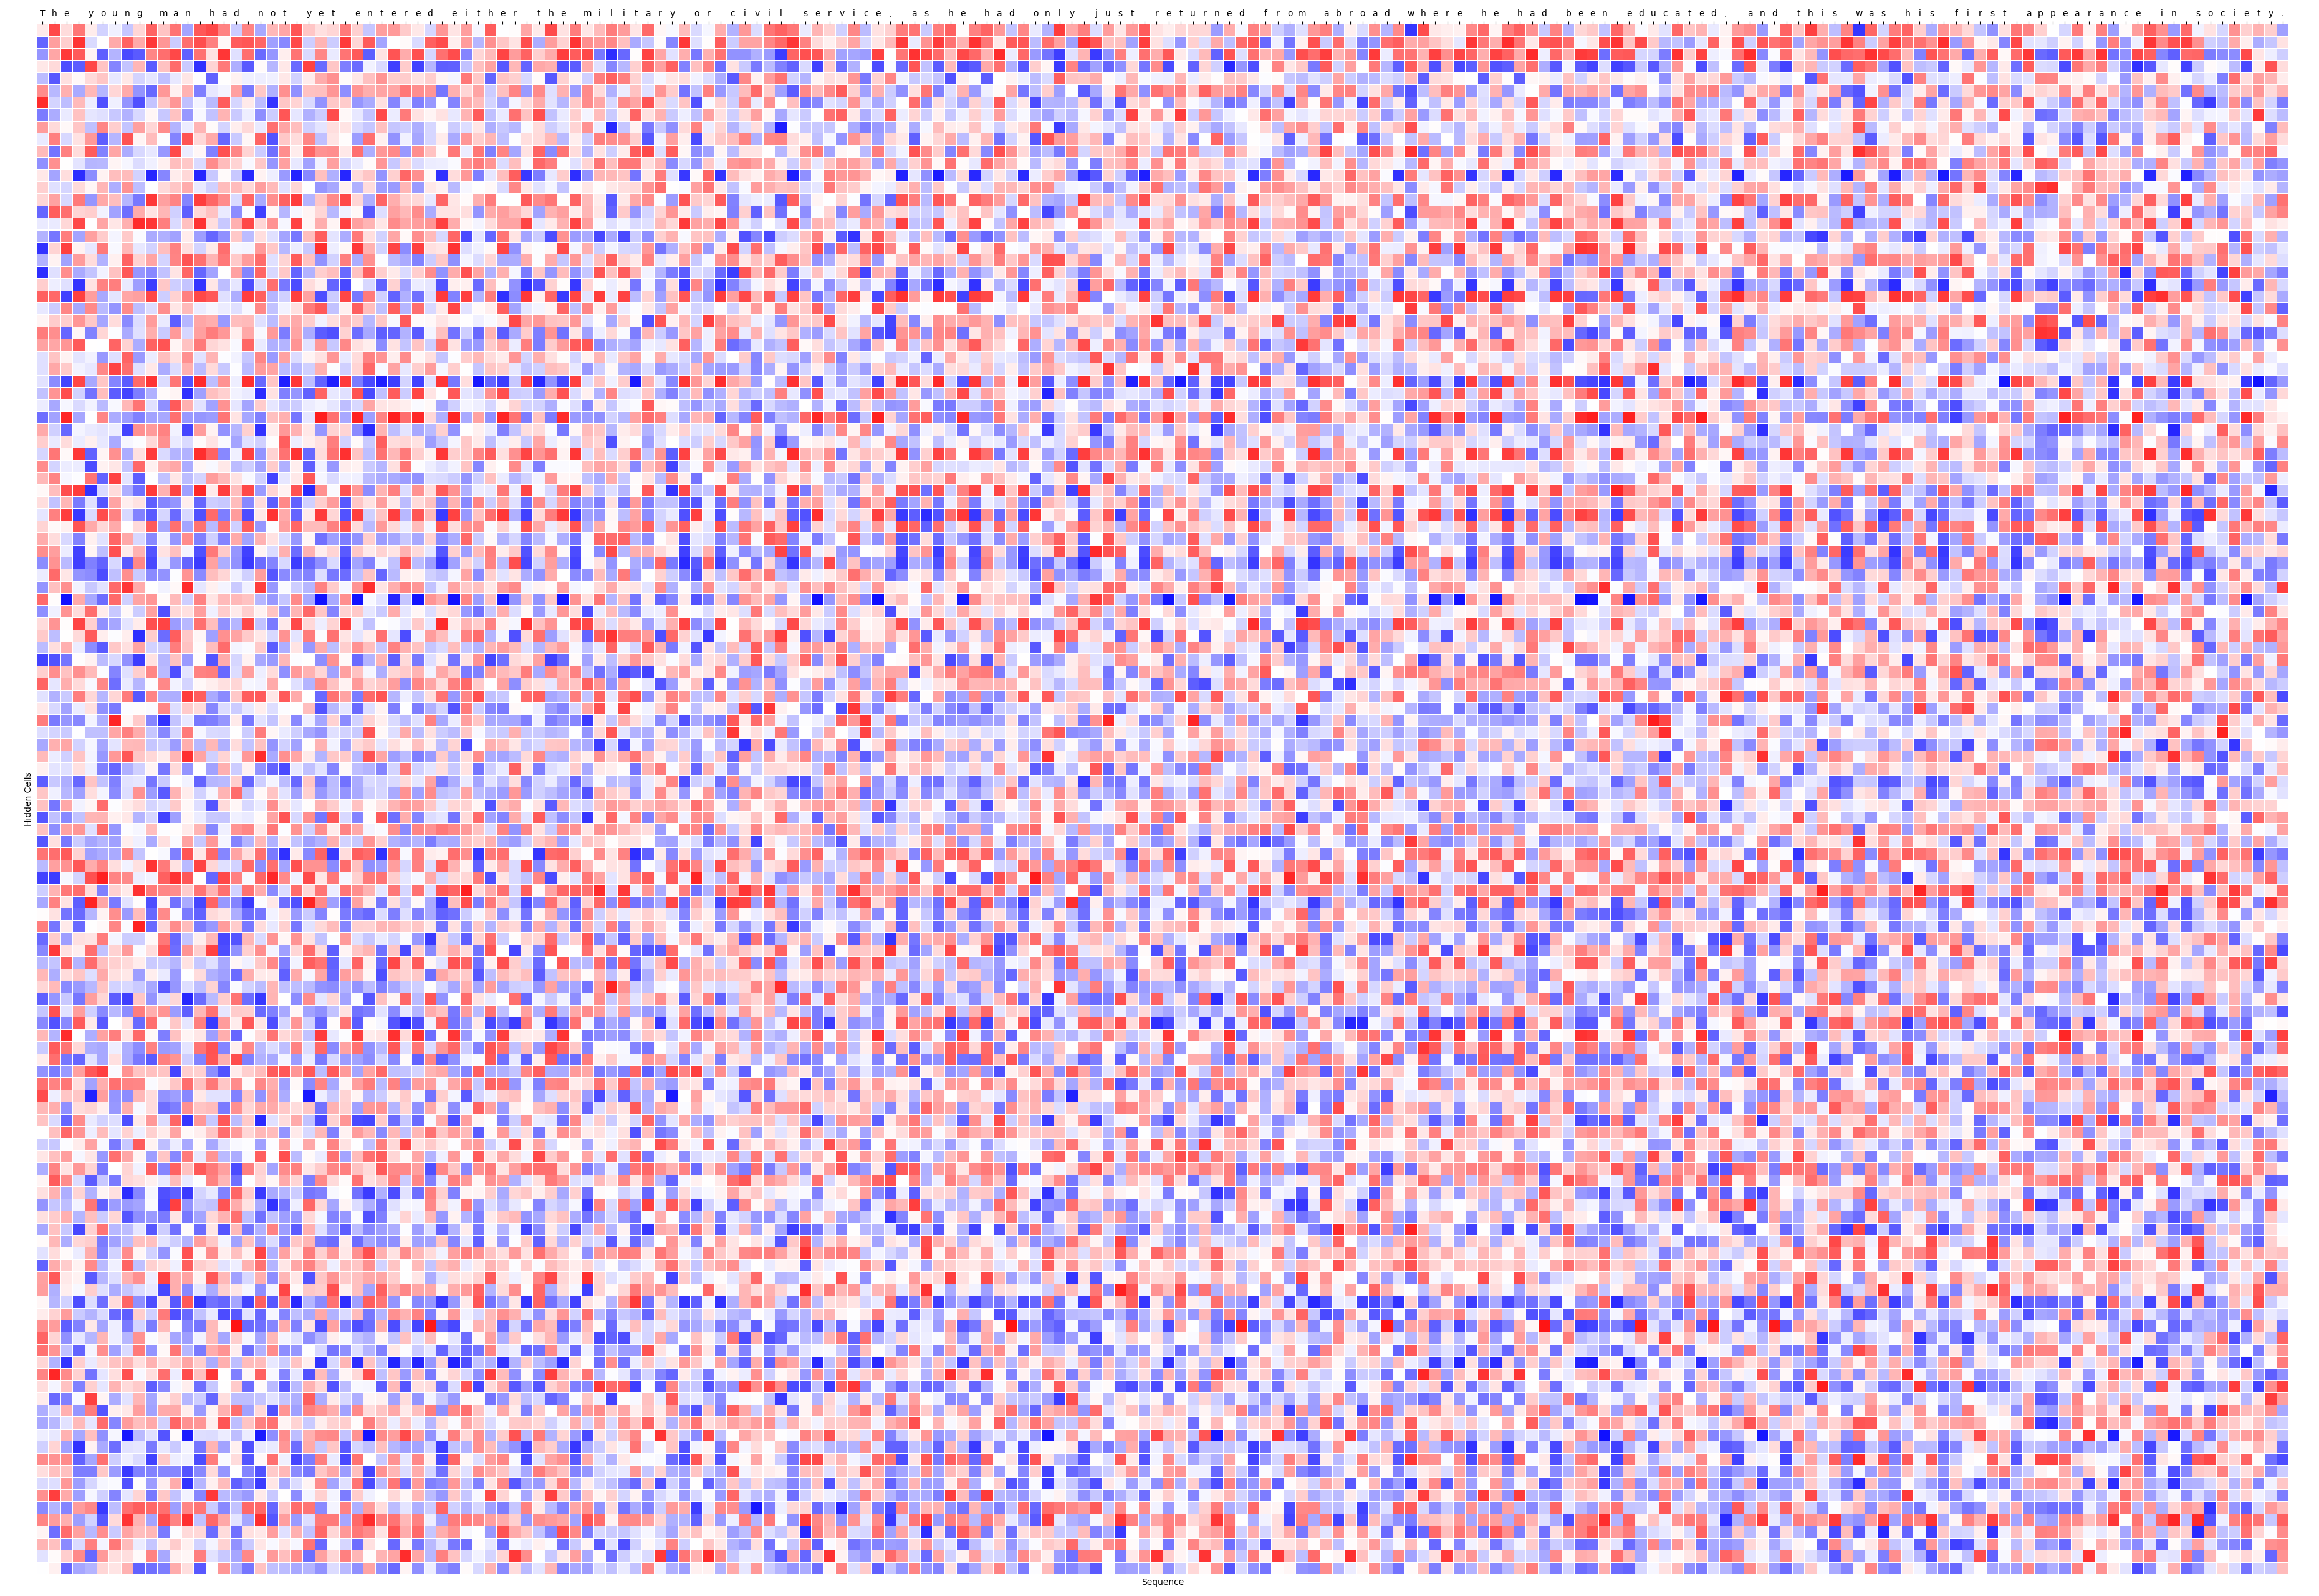 The young man had not yet entered either the military or civil service, as he had only just returned from abroad where he had been educated, and this was his first appearance in society.
Hidden Cells
Sequence